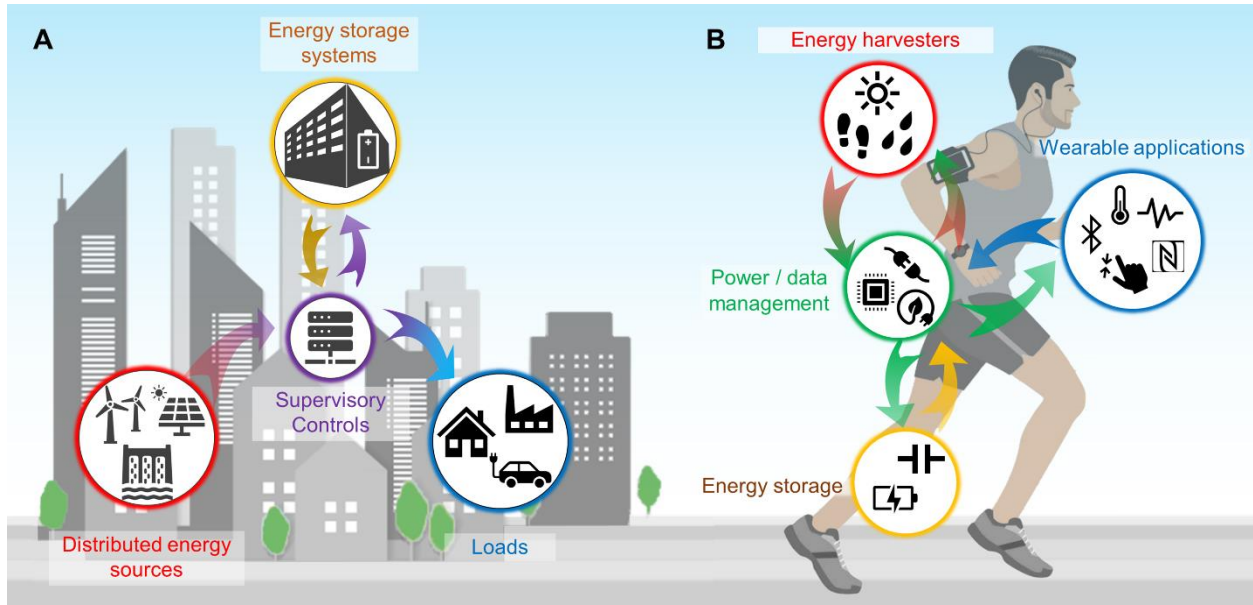 A
Energy storage
systems
Supervisory
Controls
Distributed energy
sources
Loads
B
Energy harvesters
Wearable applications
Power / data
management
Energy storage